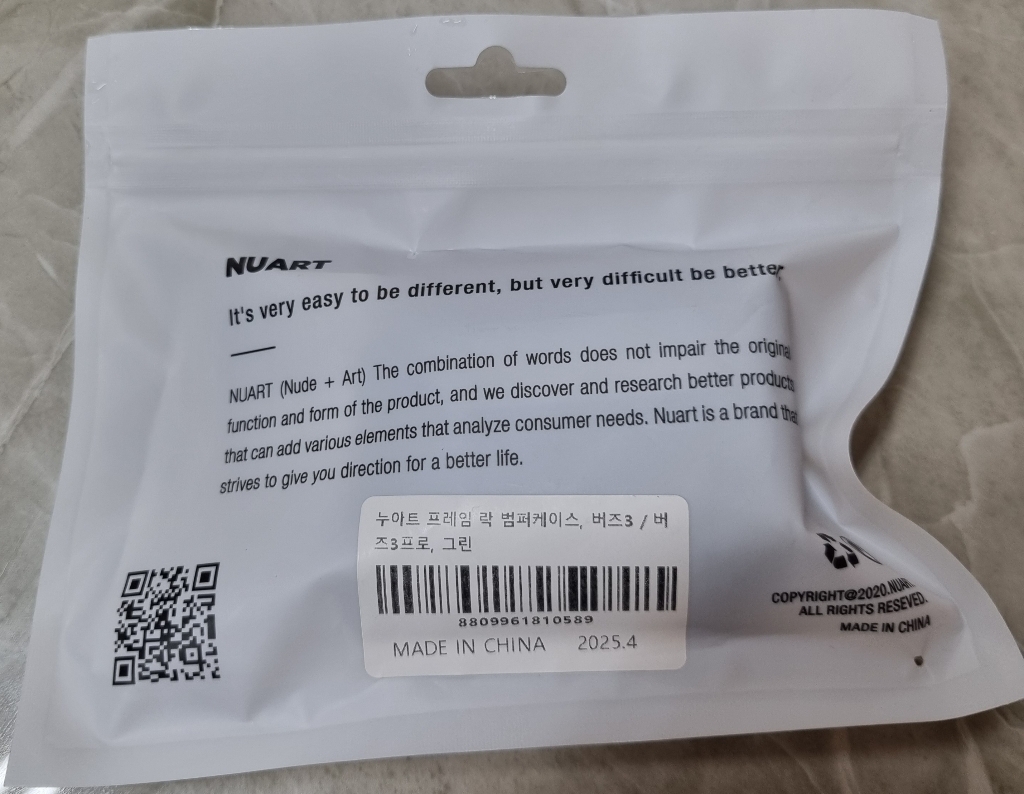 NUART
It's very easy to be different, but very difficult be better,
NUART (Nude + Art) The combination of words does not impair the original
function and form of the product, and we discover and research better products
that can add various elements that analyze consumer needs. Nuart is a brand that
strives to give you direction for a better life.
누아트 프레임 락 범퍼케이스, 버즈3 / 버
즈3프로, 그린
8809961810589
MADE IN CHINA 2025.4
COPYRIGHT@2020.NUART.
ALL RIGHTS RESEVED.
MADE IN CHINA